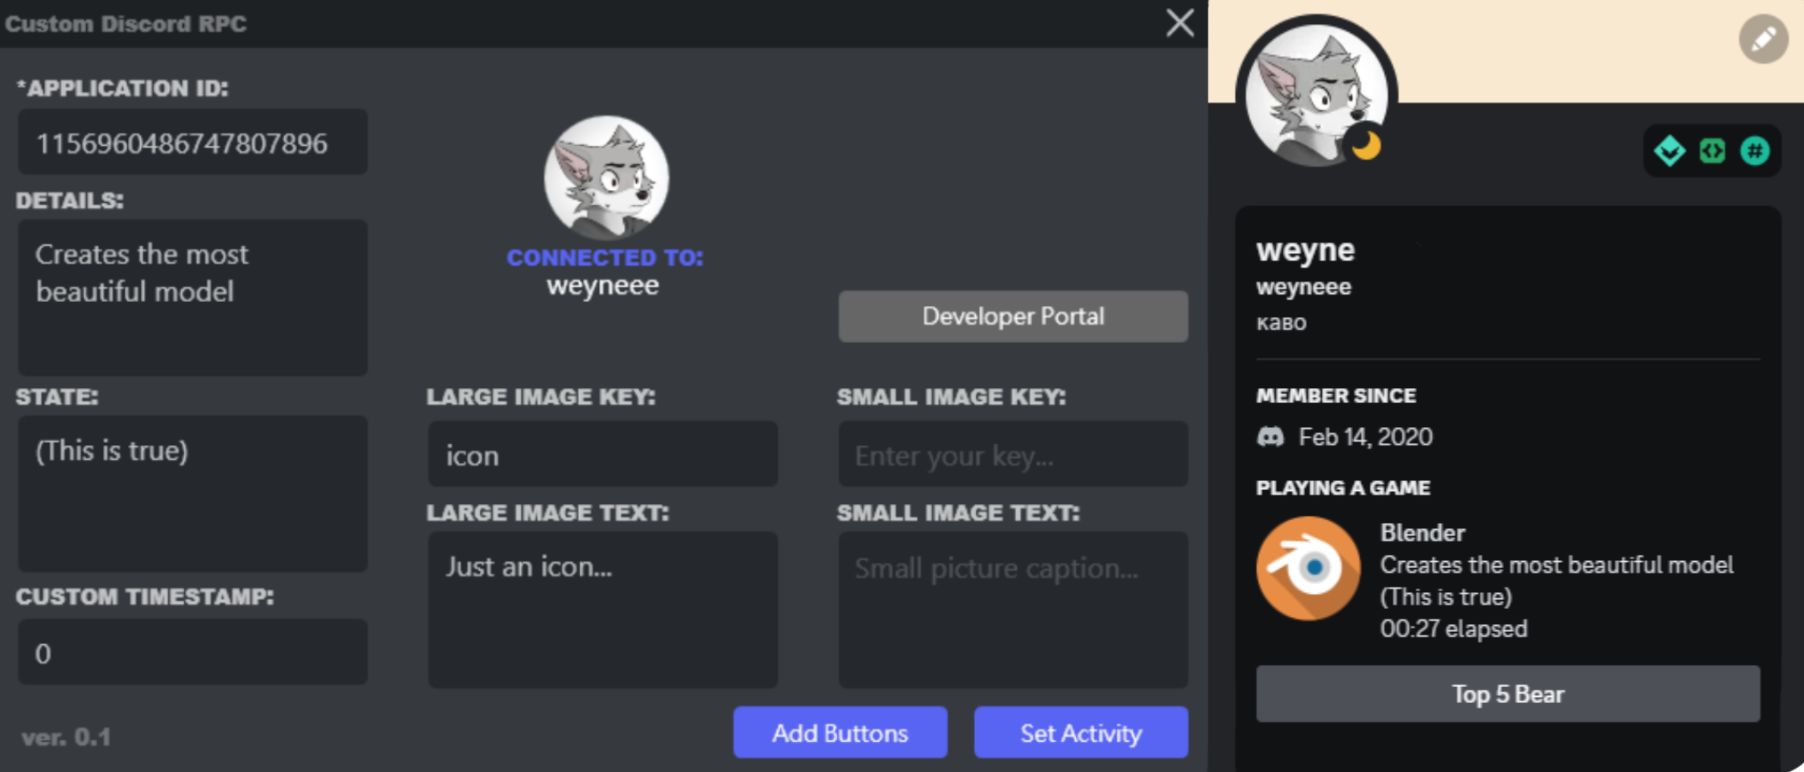 Custom Discord RPC
*APPLICATION ID:
1156960486747807896
DETAILS:
Creates the most
beautiful model
STATE:
(This is true)
CUSTOM TIMESTAMP:
0
ver. 0.1
CONNECTED TO:
weyneee
Developer Portal
LARGE IMAGE KEY:
icon
LARGE IMAGE TEXT:
Just an icon...
SMALL IMAGE KEY:
Enter your key...
SMALL IMAGE TEXT:
Small picture caption...
Add Buttons
Set Activity
weyne
weyneee
каво
MEMBER SINCE
Feb 14, 2020
PLAYING A GAME
Blender
Creates the most beautiful model
(This is true)
00:27 elapsed
Top 5 Bear